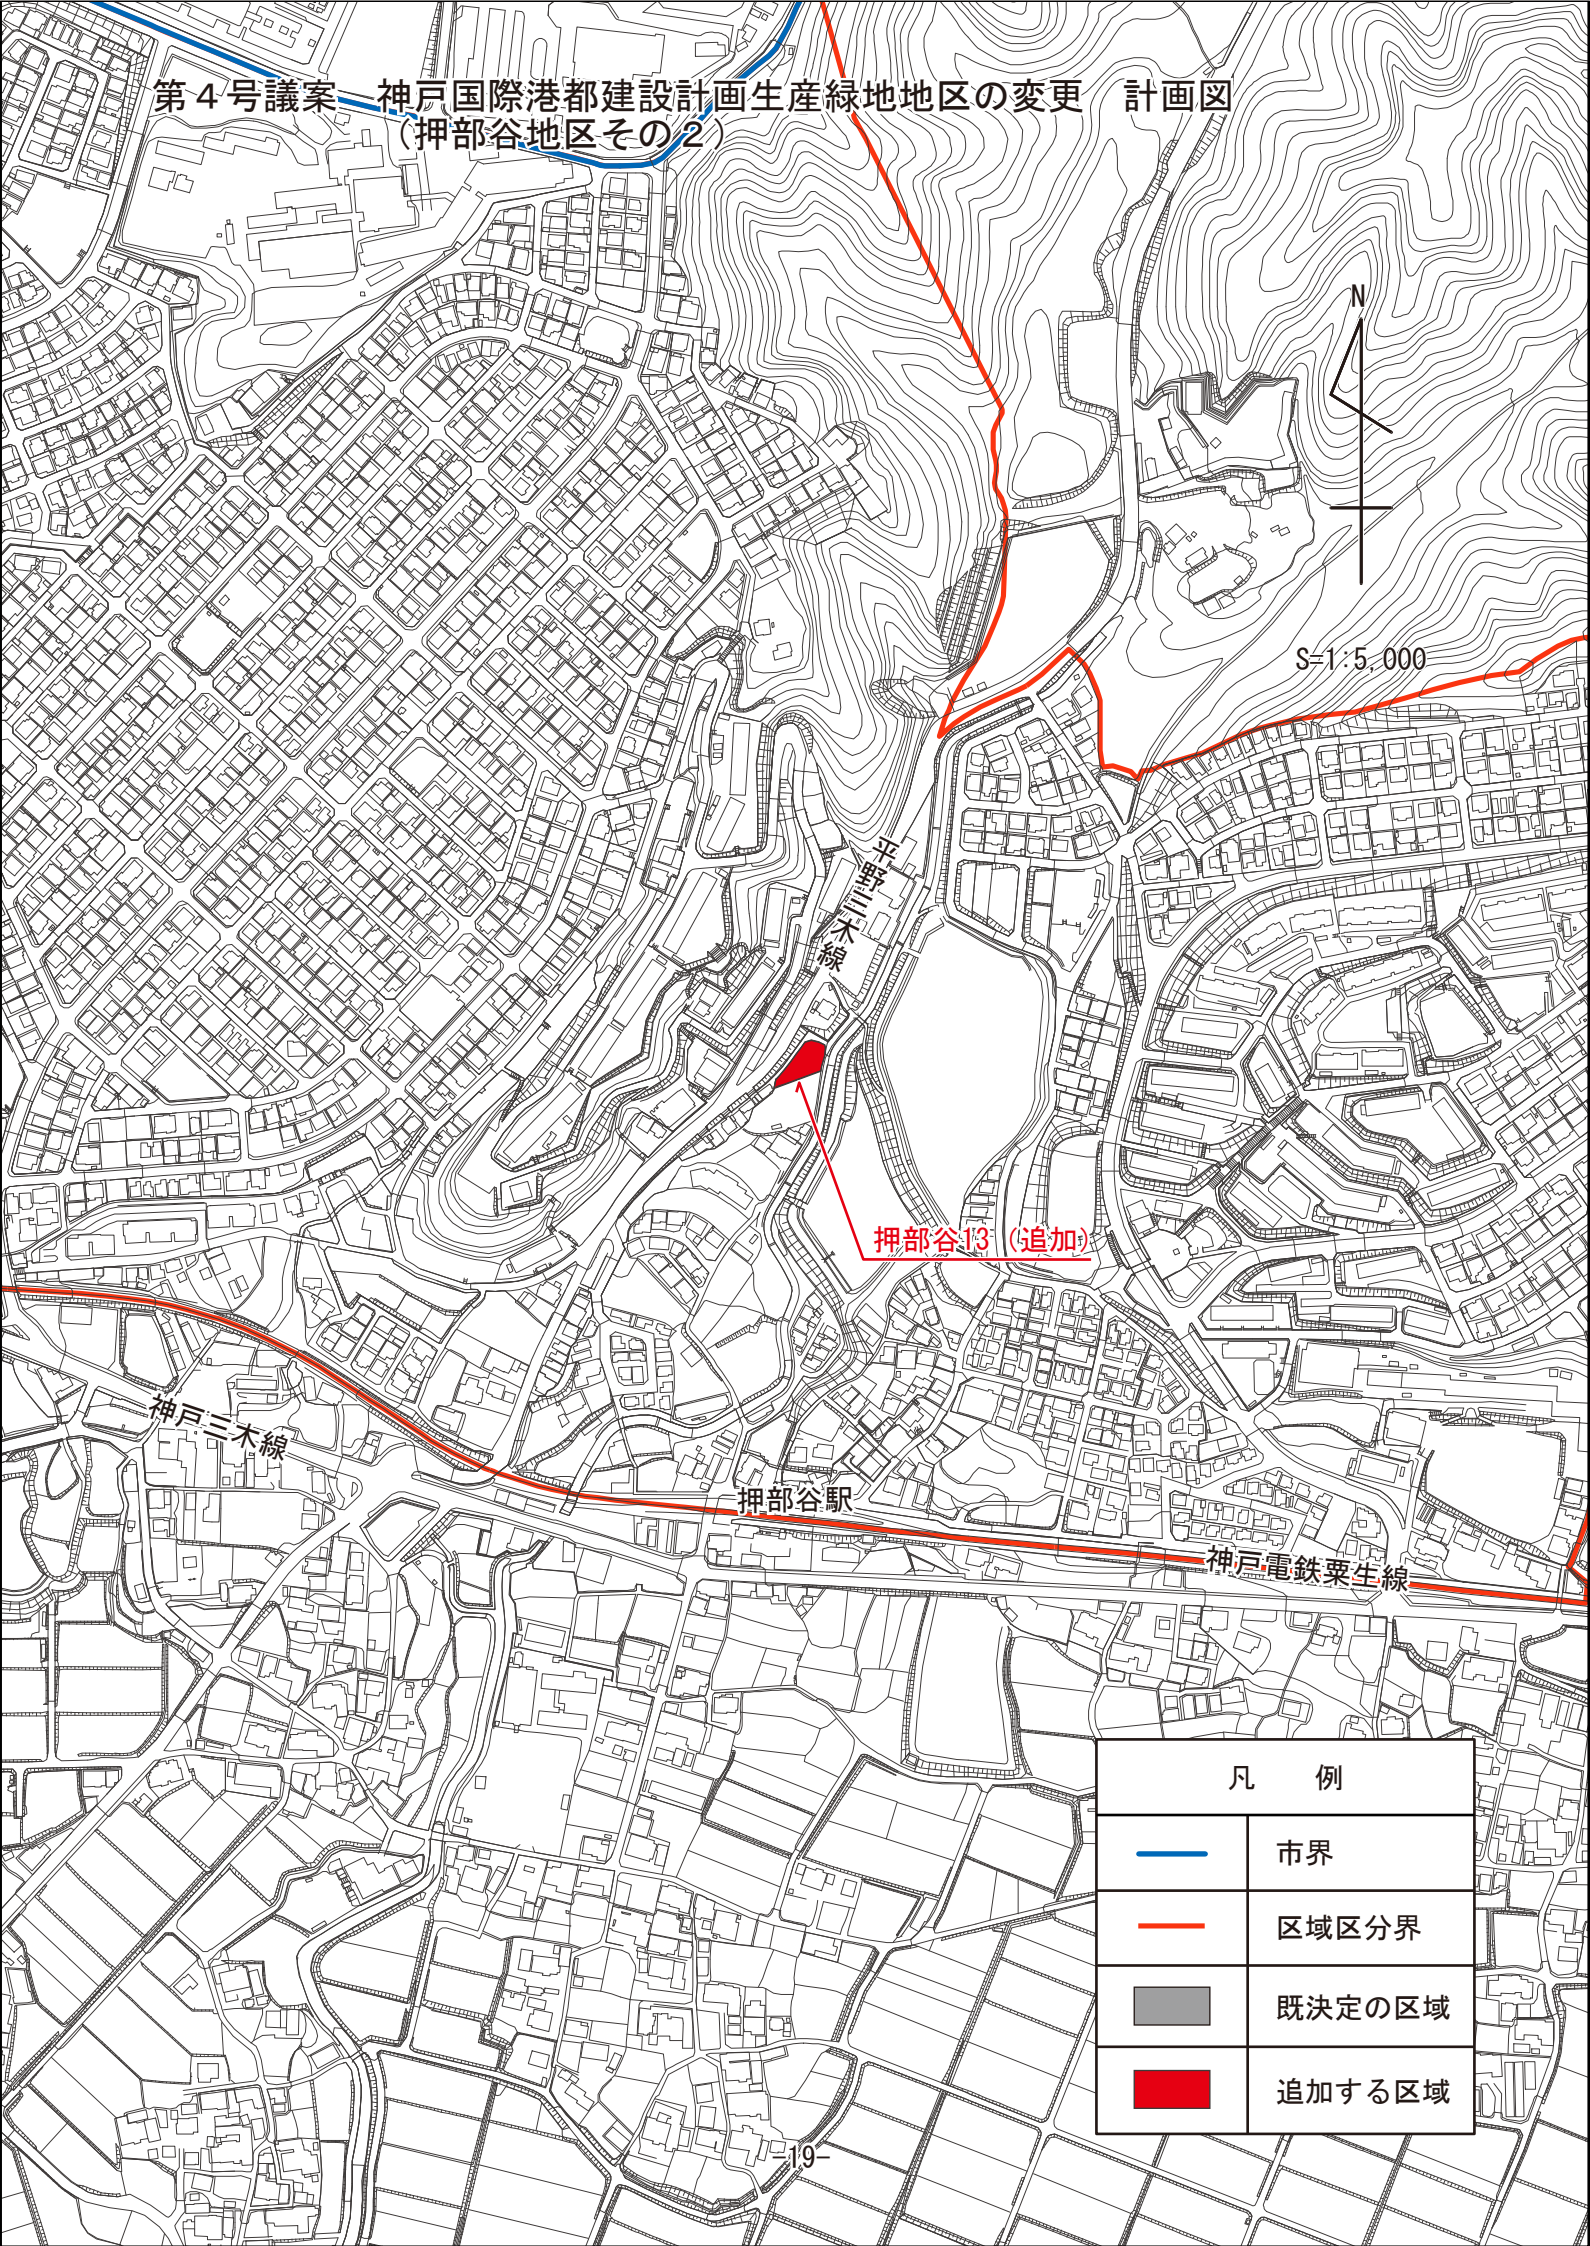 第４号議案　神戸国際港都建設計画生産緑地地区の変更　計画図
（押部谷地区その２）
N
S=1:5,000
平野三木線
押部谷13（追加）
神戸三木線
押部谷駅
神戸電鉄粟生線
凡　例
市界
区域区分界
既決定の区域
追加する区域
-19-